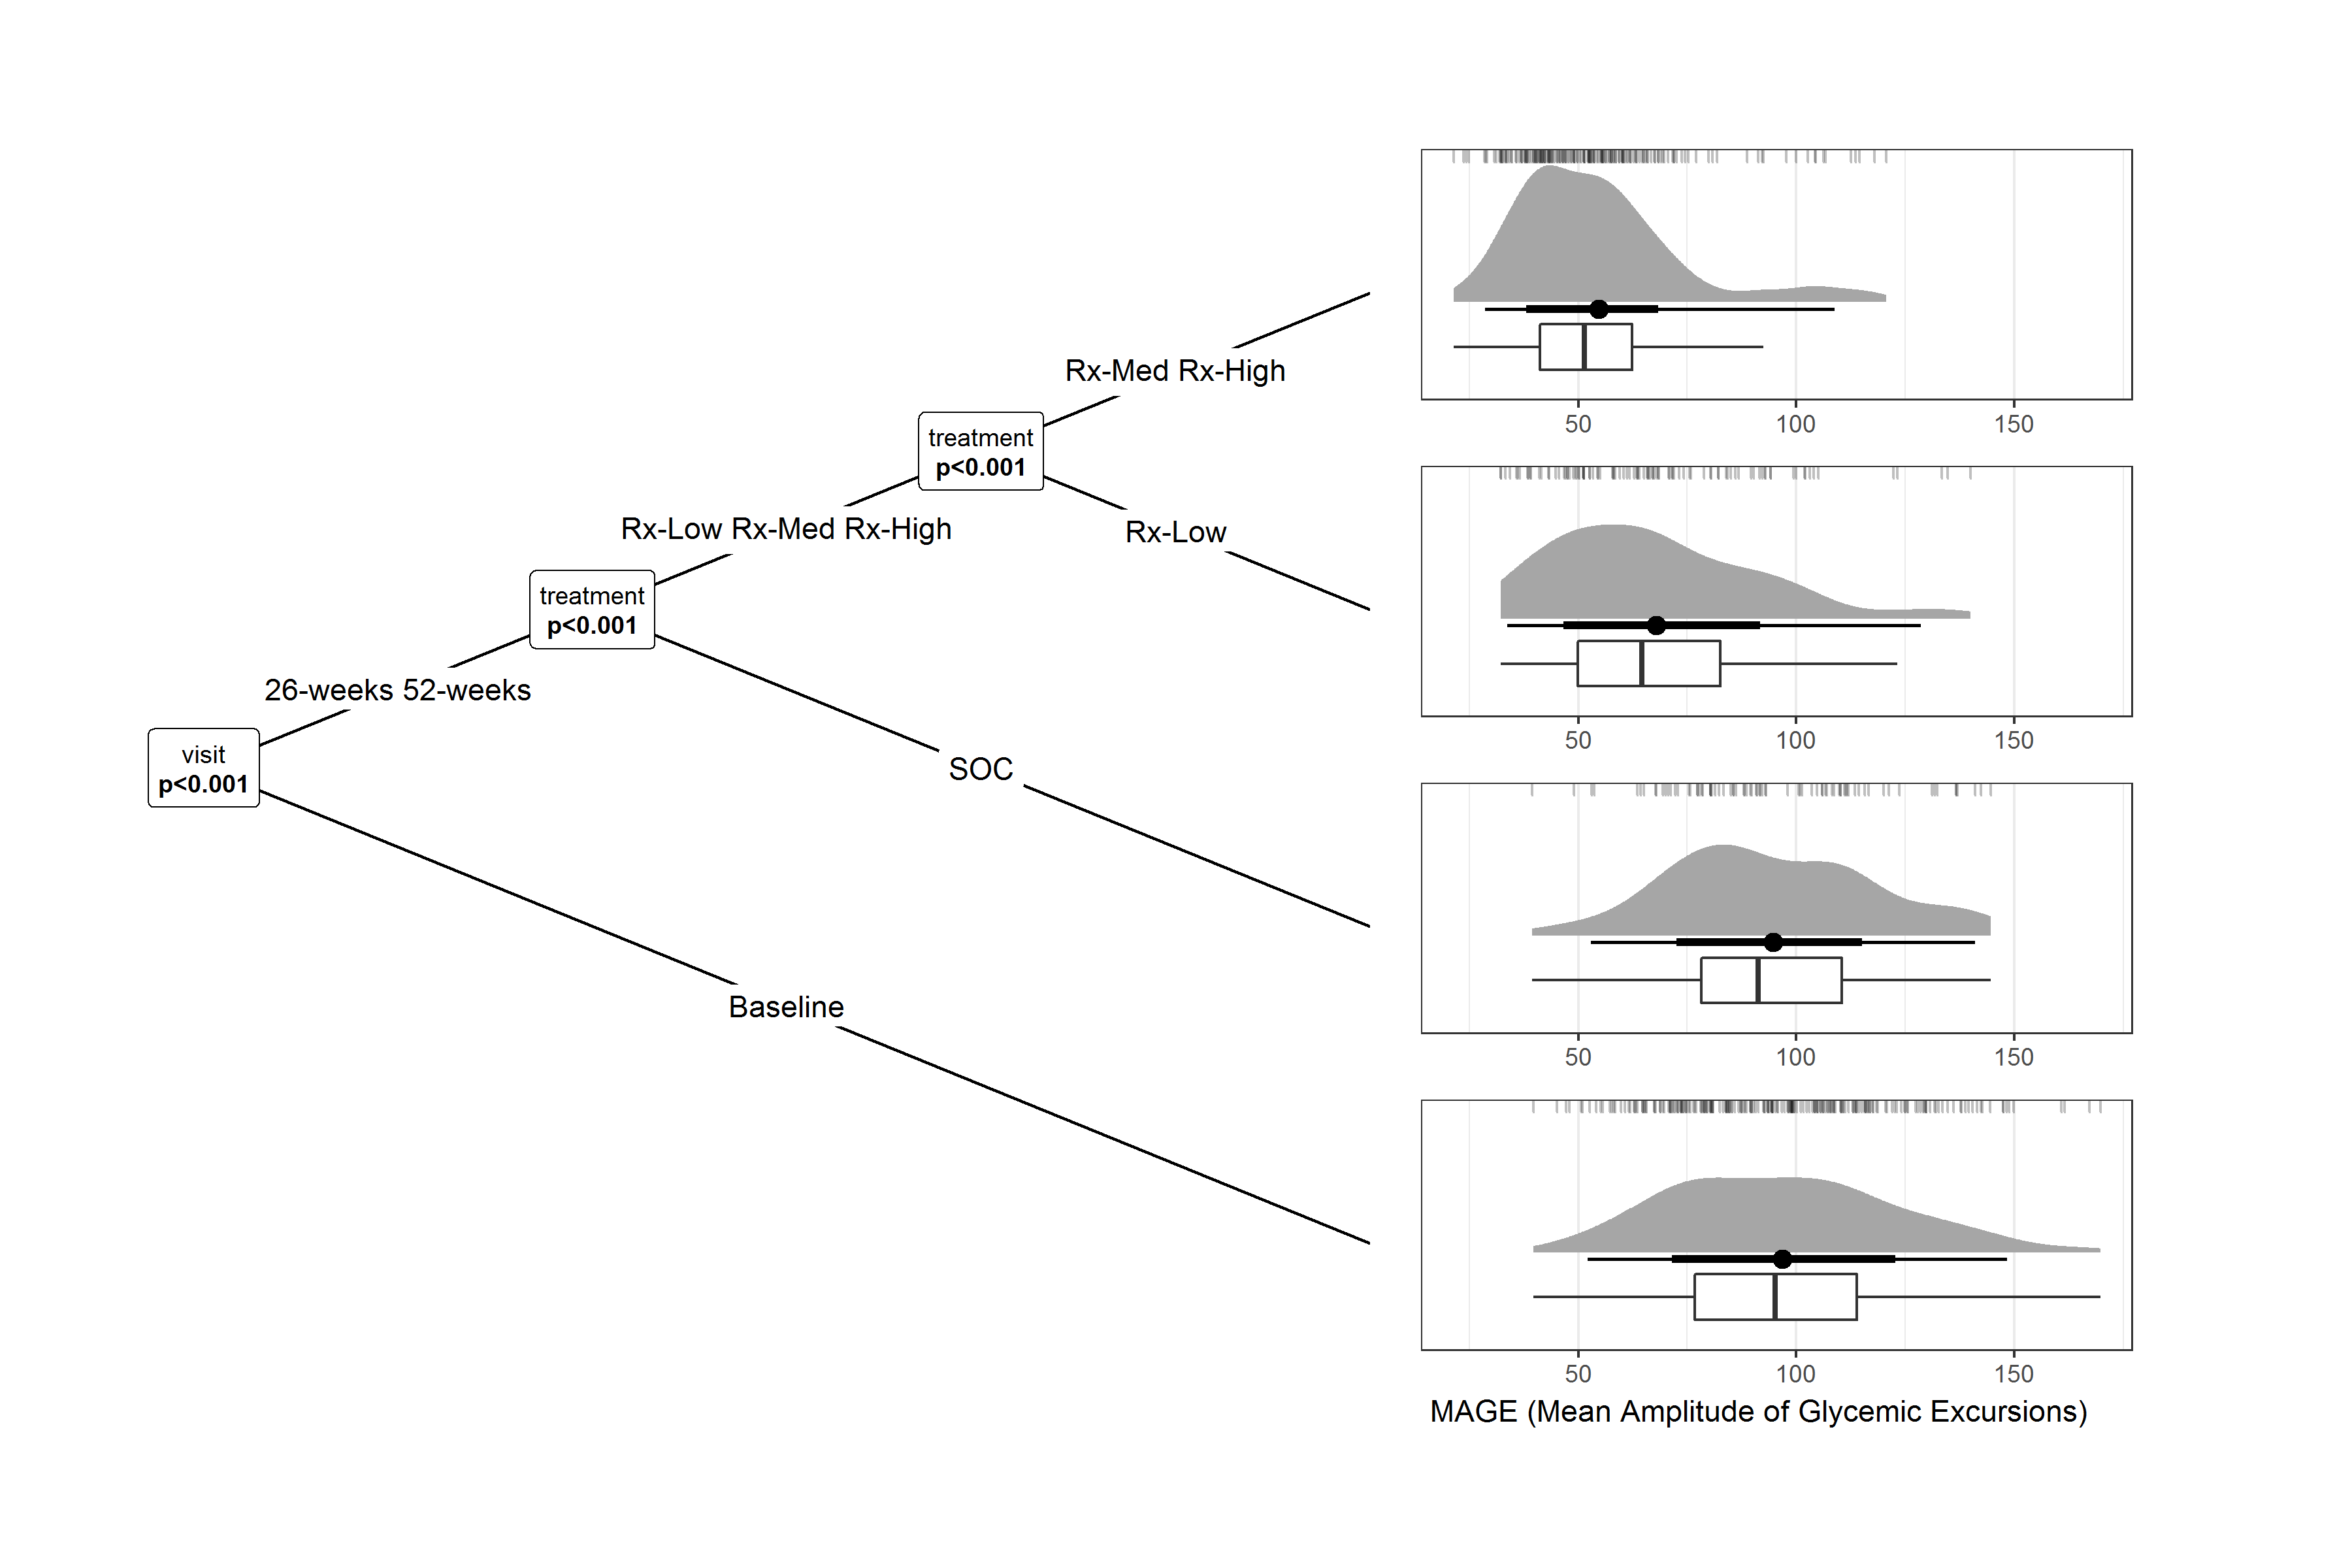 50 100 150
Rx-Med Rx-High
treatment
p<0.001
Rx-Low Rx-Med Rx-High
Rx-Low
50 100 150
treatment
p<0.001
26-weeks 52-weeks
visit
p<0.001
SOC
50 100 150
Baseline
50 100 150
MAGE (Mean Amplitude of Glycemic Excursions)